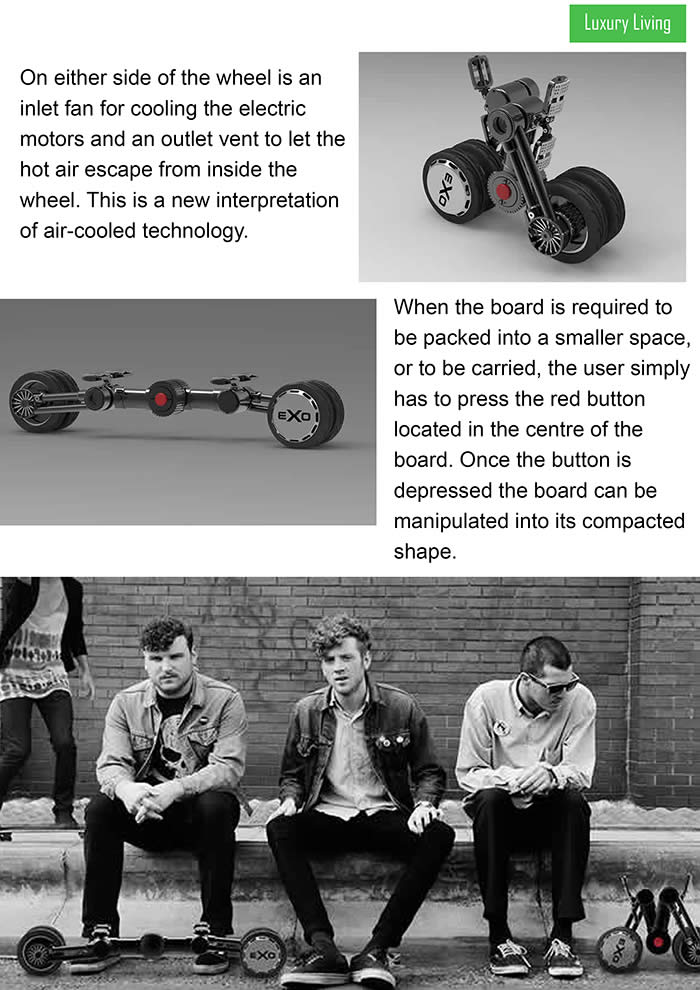 Luxury Living
On either side of the wheel is an
inlet fan for cooling the electric
motors and an outlet vent to let the
hot air escape from inside the
wheel. This is a new interpretation
of air-cooled technology.
EXO
EXO
When the board is required to
be packed into a smaller space,
or to be carried, the user simply
has to press the red button
located in the centre of the
board. Once the button is
depressed the board can be
manipulated into its compacted
shape.
EXO
EXO